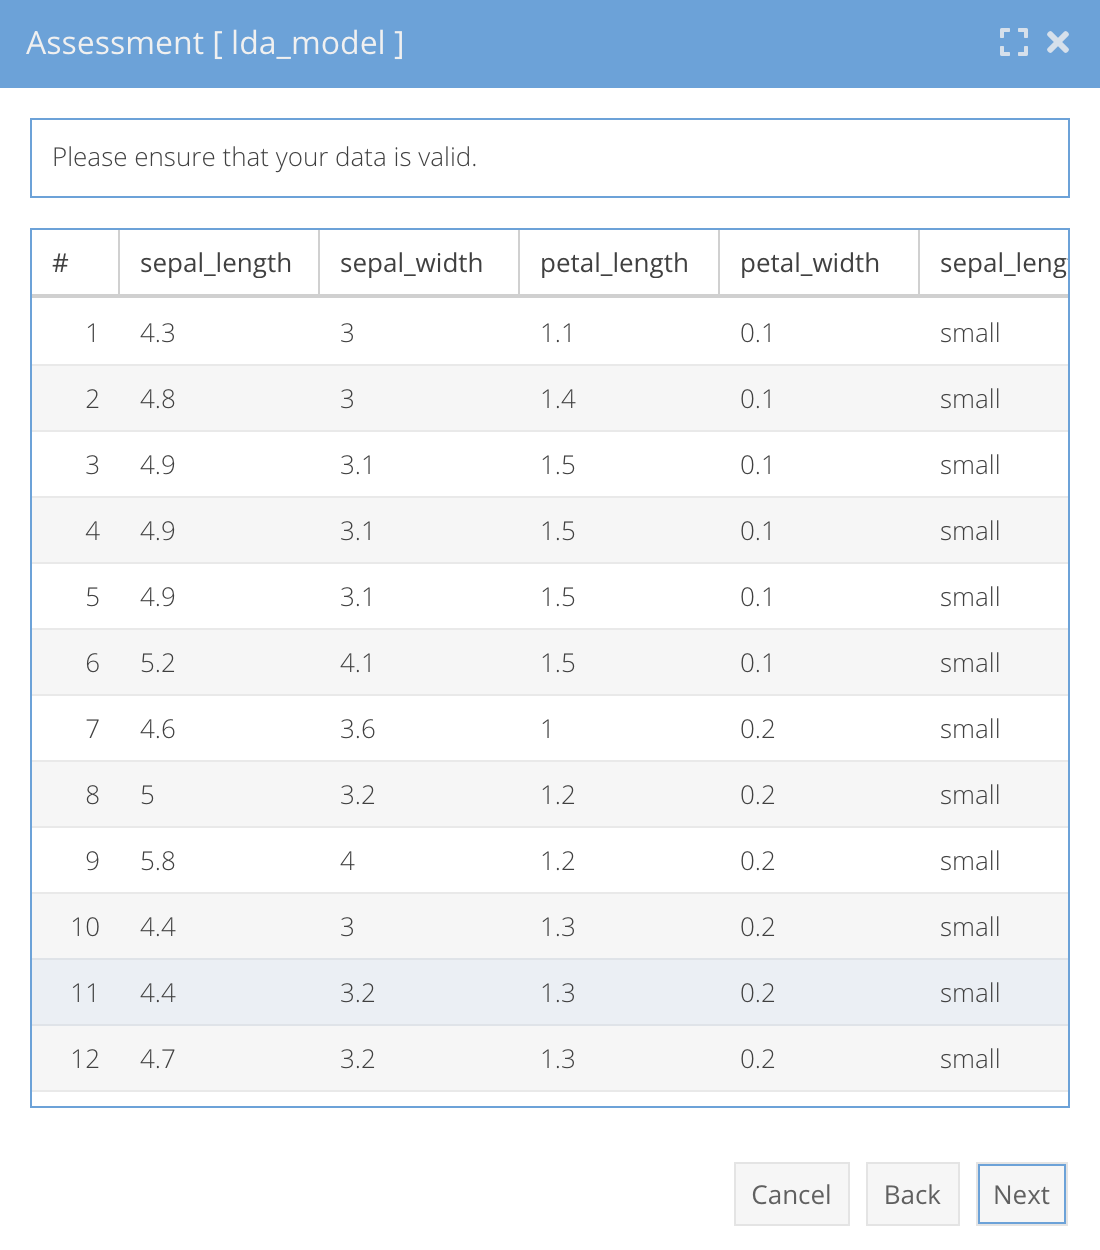 Assessment [ lda_model ]
Please ensure that your data is valid.
# sepal_length sepal_width petal_length petal_width sepal_leng
1 4.3 3 1.1 0.1 small
2 4.8 3 1.4 0.1 small
3 4.9 3.1 1.5 0.1 small
4 4.9 3.1 1.5 0.1 small
5 4.9 3.1 1.5 0.1 small
6 5.2 4.1 1.5 0.1 small
7 4.6 3.6 1 0.2 small
8 5 3.2 1.2 0.2 small
9 5.8 4 1.2 0.2 small
10 4.4 3 1.3 0.2 small
11 4.4 3.2 1.3 0.2 small
12 4.7 3.2 1.3 0.2 small
Cancel Back Next